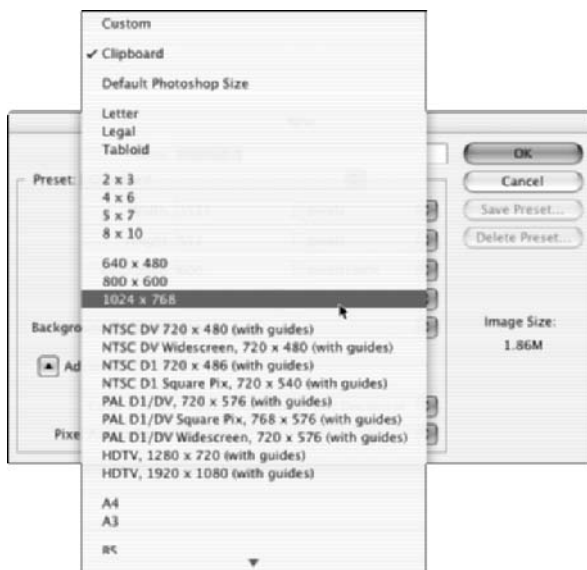 Custom
✓ Clipboard
Default Photoshop Size
Letter
Legal
Tabloid
OK
Preset:
2 x 3
Cancel
4 x 6
Save Preset...
5 x 7
8 x 10
Delete Preset...
640 x 480
800 x 600
1024 x 768
Backgro
NTSC DV 720 x 480 (with guides)
Image Size:
NTSC DV Widescreen, 720 x 480 (with guides)
1.86M
Ad
NTSC D1 720 x 486 (with guides)
NTSC D1 Square Pix, 720 x 540 (with guides)
PAL D1/DV, 720 x 576 (with guides)
PAL D1/DV Square Pix, 768 x 576 (with guides)
Pixe
PAL D1/DV Widescreen, 720 x 576 (with guides)
HDTV, 1280 x 720 (with guides)
HDTV, 1920 x 1080 (with guides)
A4
A3